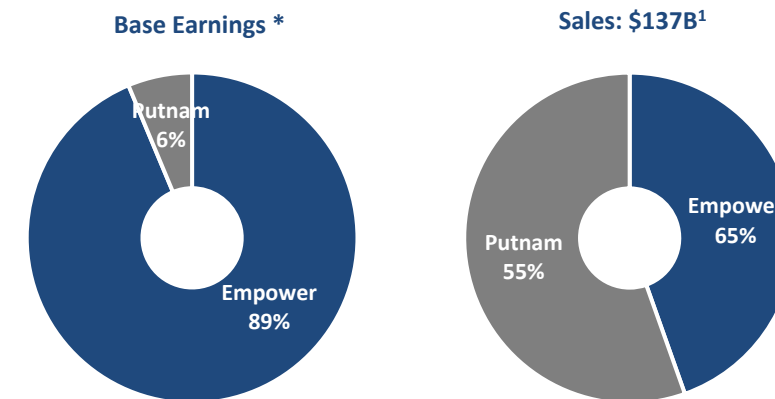 Base Earnings *
Putnam
6%
Empower
89%
Sales: $137B¹
Empowe
65%
Putnam
55%